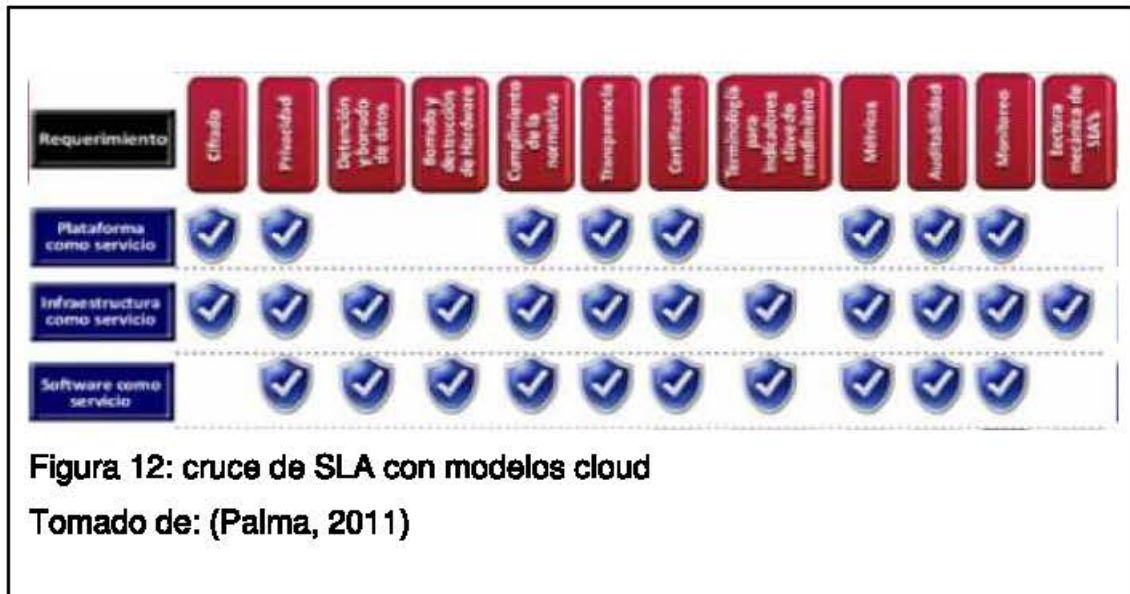 Requerimiento
Cifrado
Privacidad
Detención
y borrado
de datos
Borrado y
destrucción
de Hardware
Cumplimiento
de la
normativa
Transparencia
Certificación
Terminología
para
indicadores
clave de
rendimiento
Métricas
Auditabilidad
Monitoreo
Lectura
mecánica de
SLA's
Plataforma
como servicio
Infraestructura
como servicio
Software como
servicio
Figura 12: cruce de SLA con modelos cloud
Tomado de: (Palma, 2011)